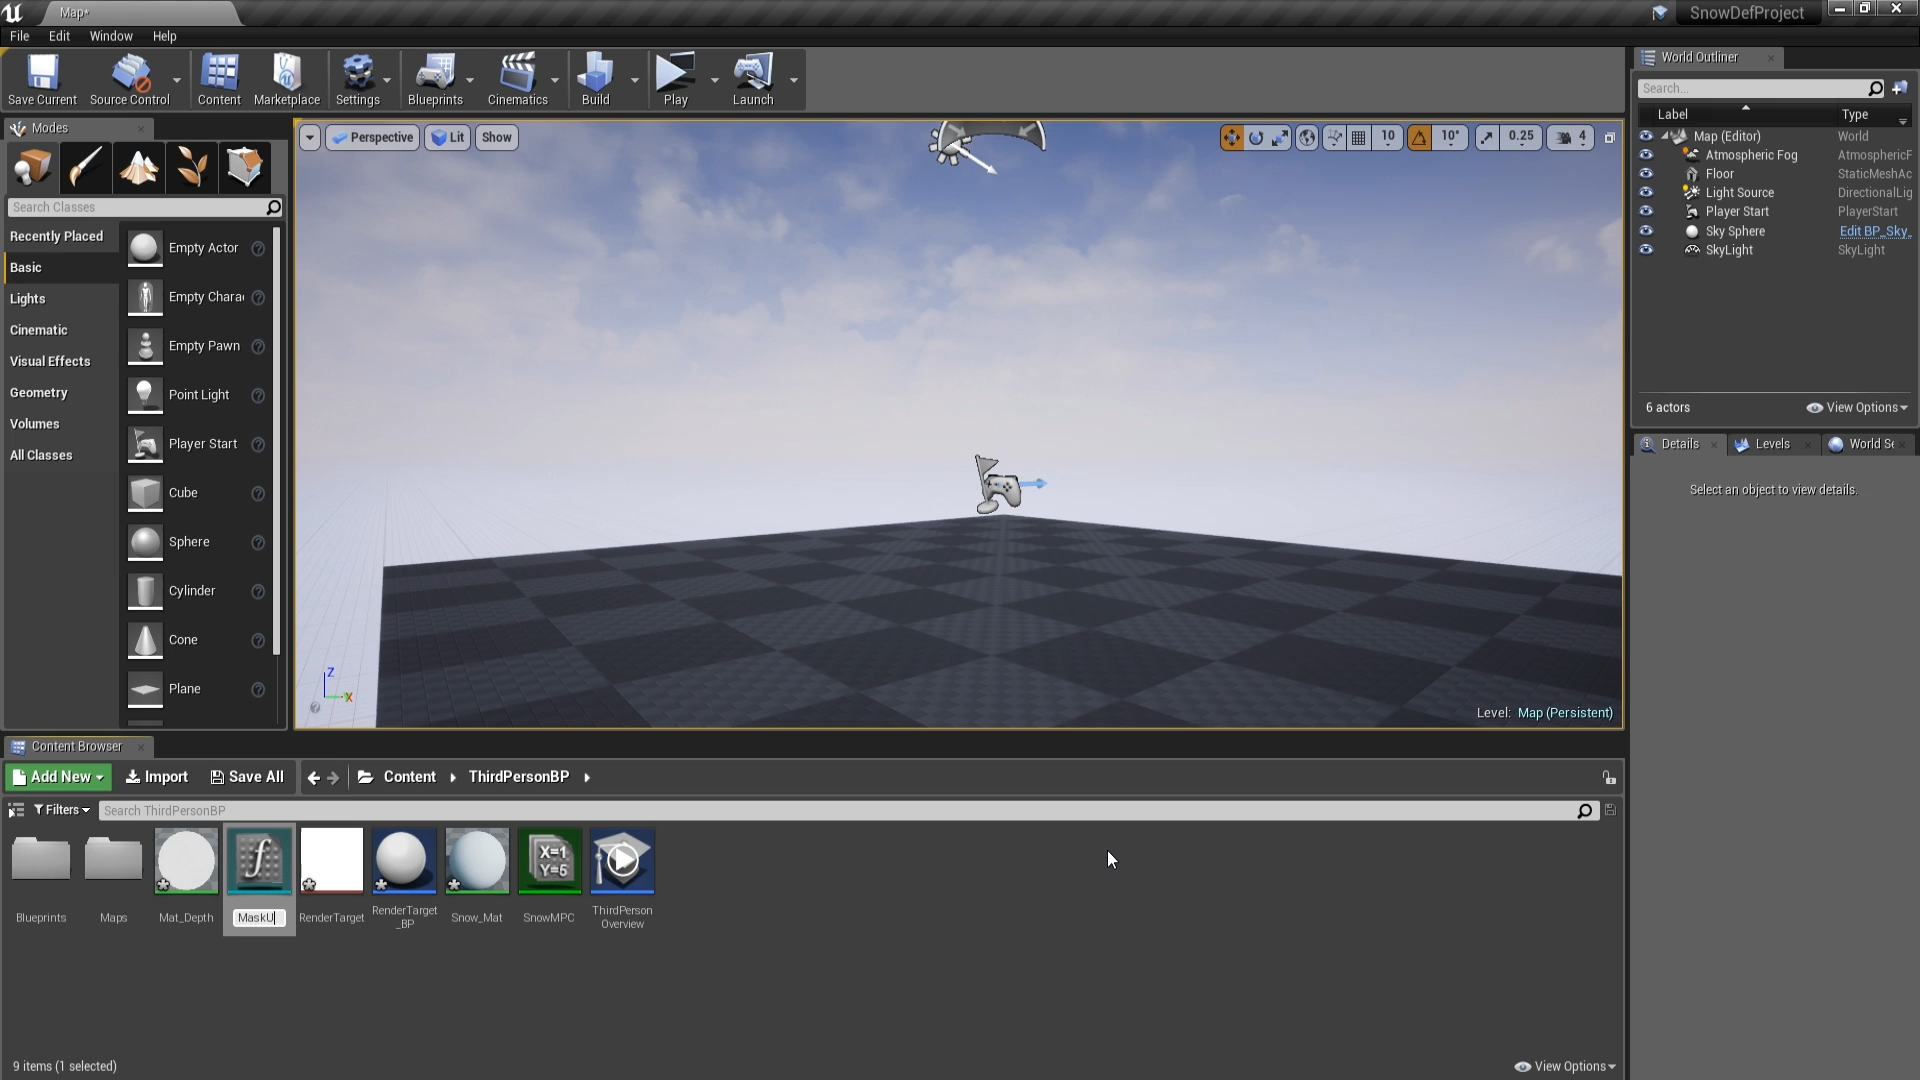 Map*
SnowDefProject
File Edit Window Help
Save Current Source Control Content Marketplace Settings Blueprints Cinematics Build Play Launch
Modes
Search Classes
Recently Placed
Basic
Lights
Cinematic
Visual Effects
Geometry
Volumes
All Classes
Empty Actor
Empty Chara
Empty Pawn
Point Light
Player Start
Cube
Sphere
Cylinder
Cone
Plane
Perspective Lit Show
10 10° 0.25 4
Z
X
Level: Map (Persistent)
World Outliner
Search...
Label Type
Map (Editor) World
Atmospheric Fog AtmosphericF
Floor StaticMeshAc
Light Source DirectionalLig
Player Start PlayerStart
Sky Sphere Edit BP_Sky_
SkyLight SkyLight
6 actors View Options
Details Levels World Se
Select an object to view details.
Content Browser
Add New Import Save All Content ThirdPersonBP
Filters Search ThirdPersonBP
X=1
Y=5
Blueprints
Maps
Mat_Depth
MaskU
RenderTarget
RenderTarget
_BP
Snow_Mat
SnowMPC
ThirdPerson
Overview
9 items (1 selected) View Options